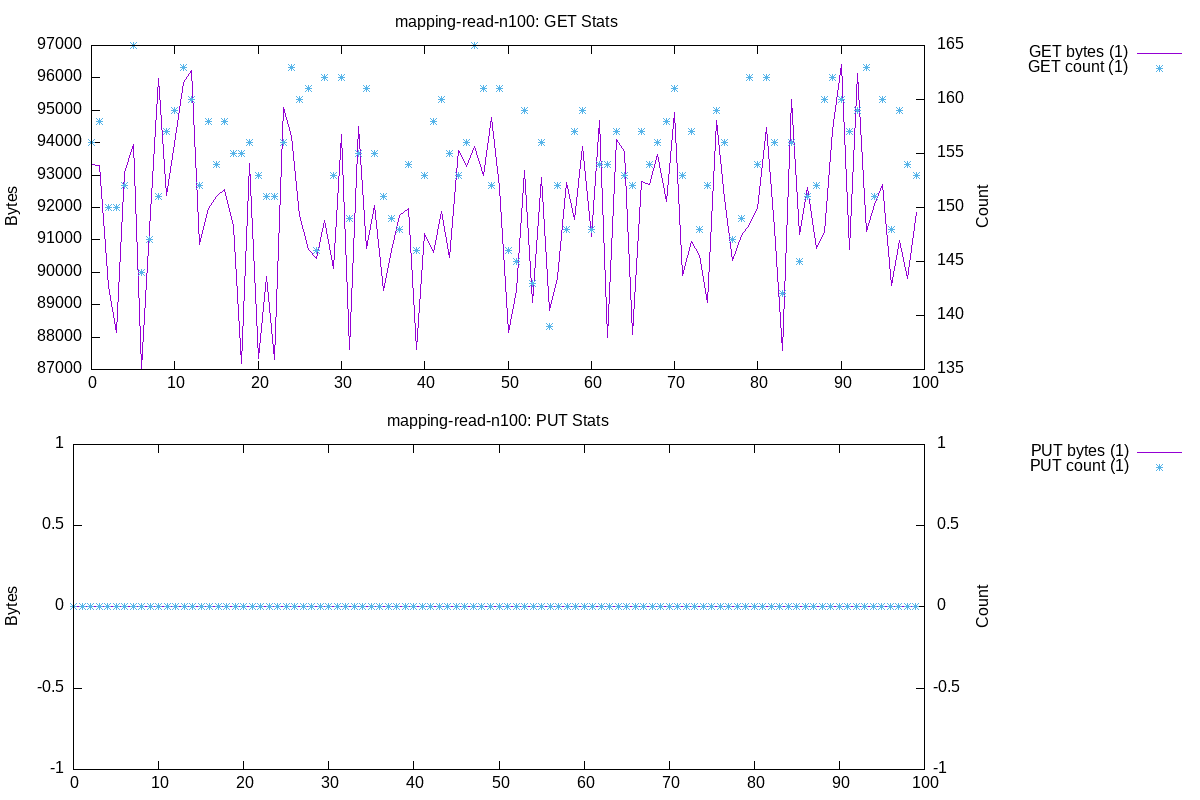 mapping-read-n100: GET Stats
97000
96000
95000
94000
93000
92000
91000
90000
89000
88000
87000
Bytes
165
160
155
150
145
140
135
Count
0 10 20 30 40 50 60 70 80 90 100
GET bytes (1)
GET count (1)
mapping-read-n100: PUT Stats
1
0.5
0
-0.5
-1
Bytes
1
0.5
0
-0.5
-1
Count
0 10 20 30 40 50 60 70 80 90 100
PUT bytes (1)
PUT count (1)